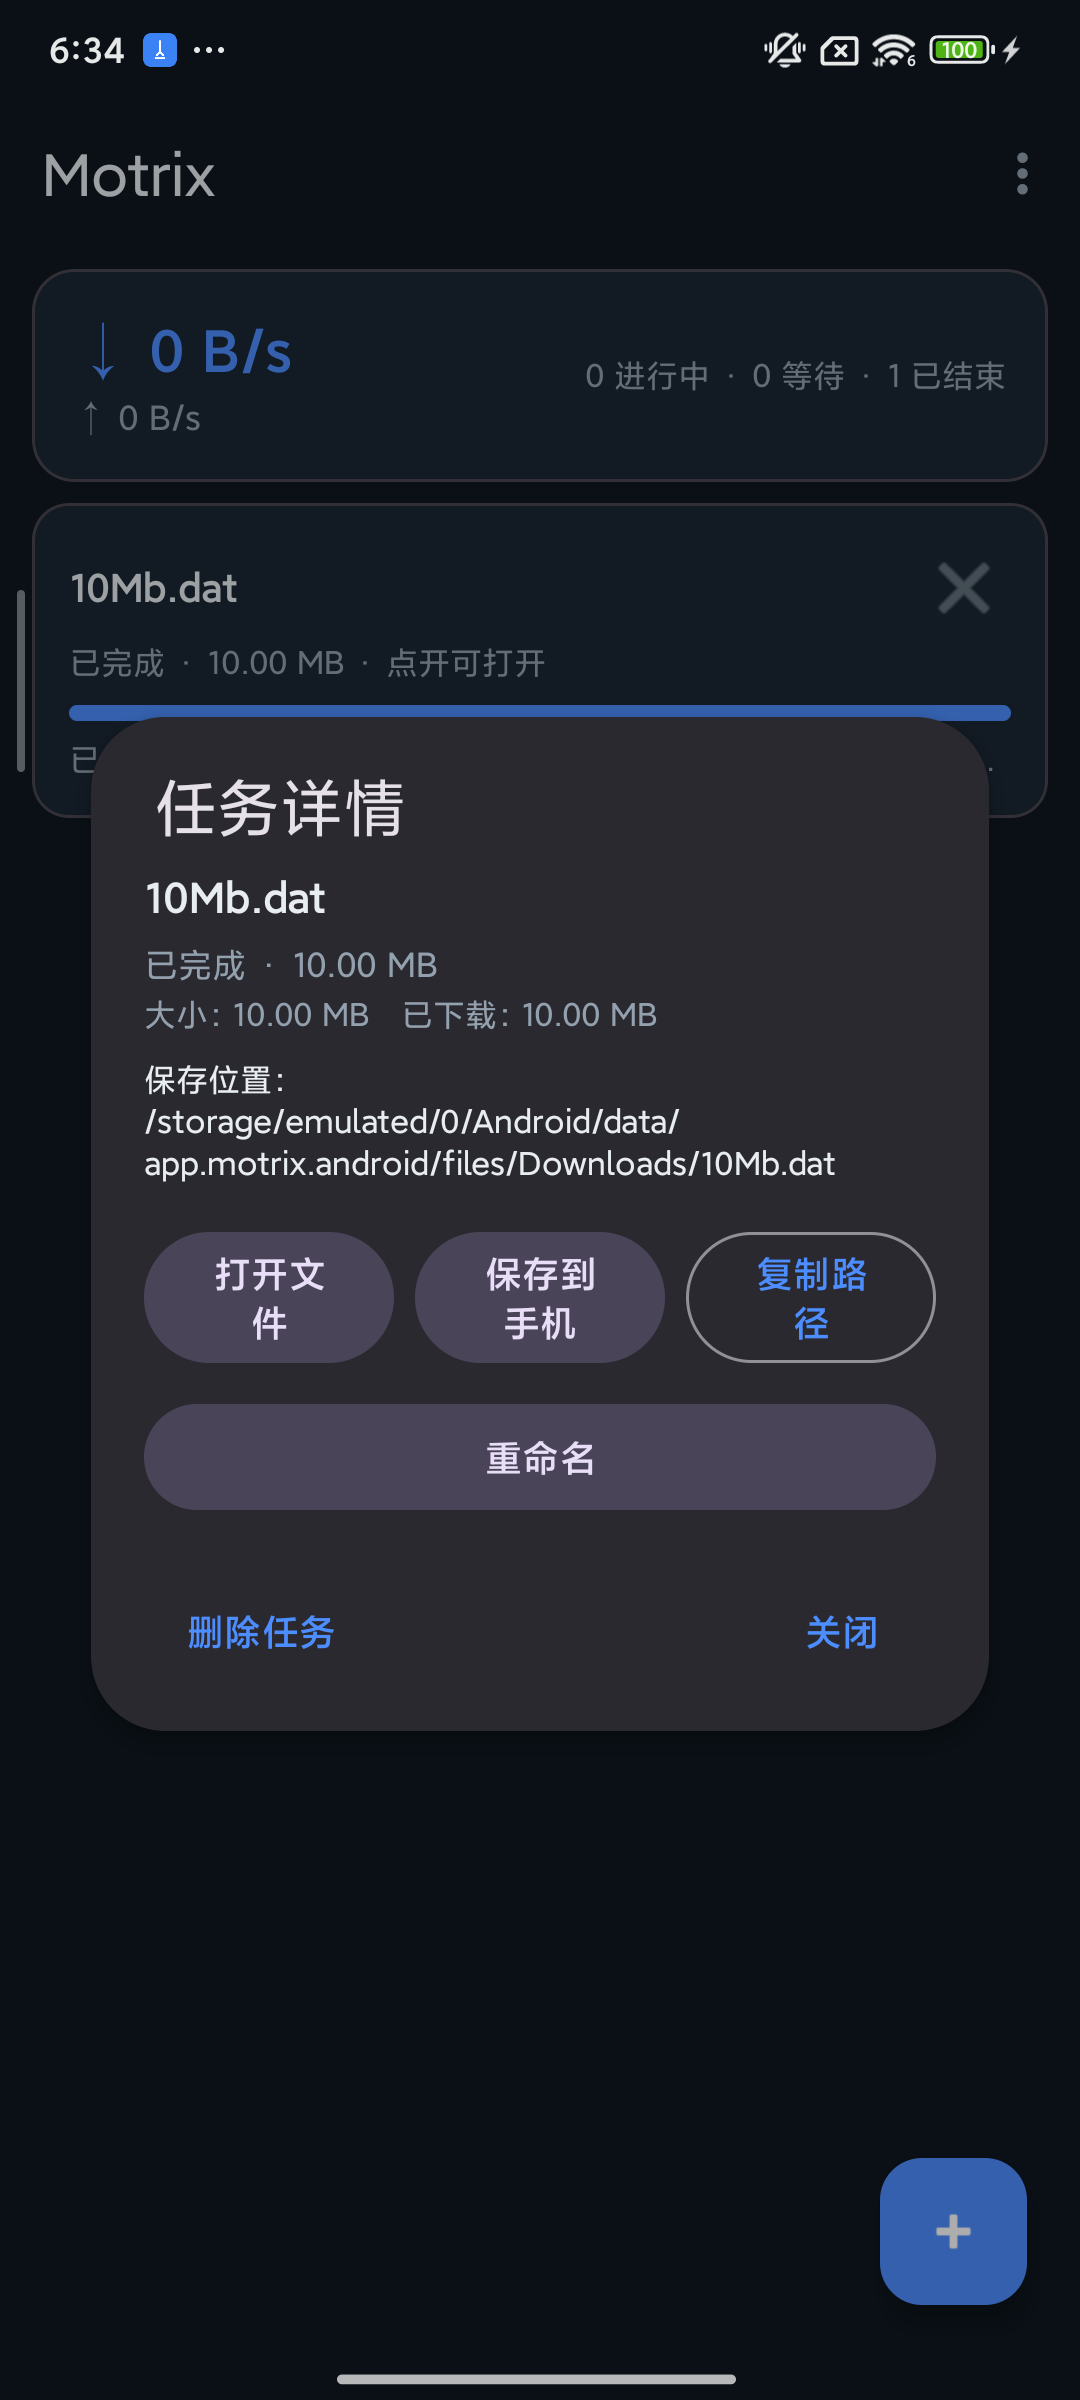 6:34
6
100
Motrix
↓ 0 B/s
0 进行中 · 0 等待 · 1 已结束
↑ 0 B/s
10Mb.dat
已完成 · 10.00 MB · 点开可打开
已
任务详情
10Mb.dat
已完成 · 10.00 MB
大小: 10.00 MB 已下载: 10.00 MB
保存位置:
/storage/emulated/0/Android/data/
app.motrix.android/files/Downloads/10Mb.dat
打开文
件
保存到
手机
复制路
径
重命名
删除任务
关闭